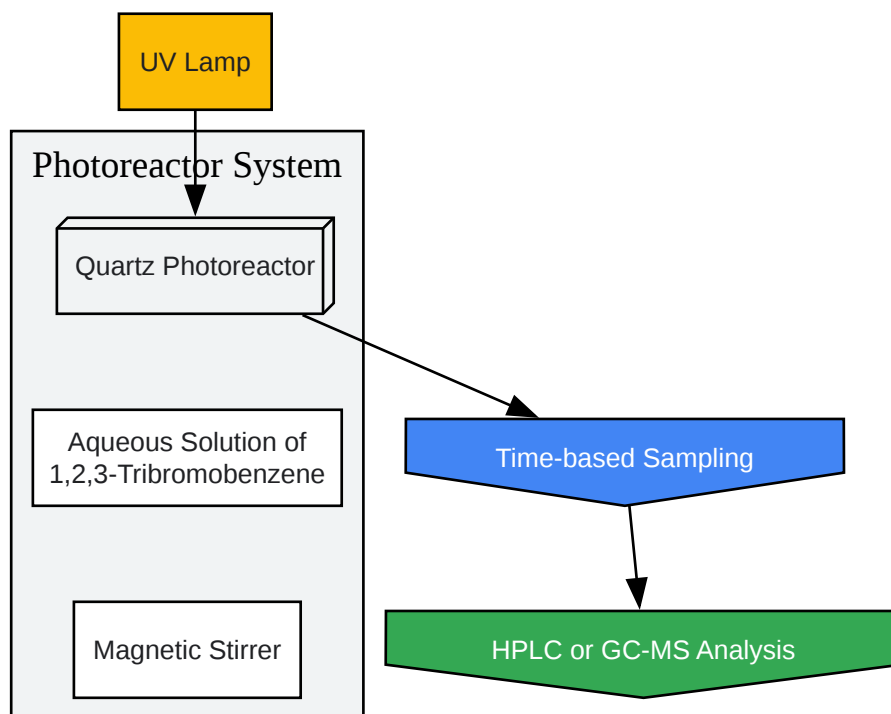 UV Lamp
Photoreactor System
Quartz Photoreactor
Aqueous Solution of
1,2,3-Tribromobenzene
Time-based Sampling
Magnetic Stirrer
HPLC or GC-MS Analysis